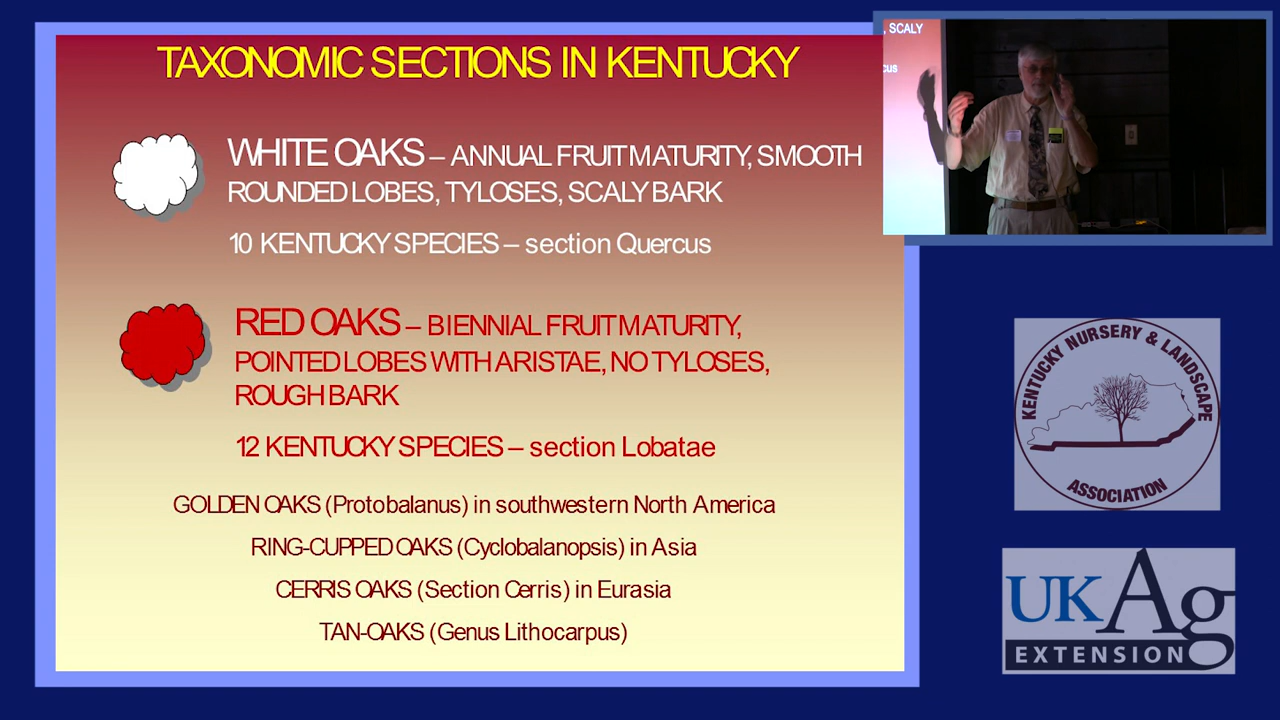 TAXONOMIC SECTIONS IN KENTUCKY
WHITE OAKS – ANNUAL FRUIT MATURITY, SMOOTH
ROUNDED LOBES, TYLOSES, SCALY BARK
10 KENTUCKY SPECIES – section Quercus
RED OAKS – BIENNIAL FRUIT MATURITY,
POINTED LOBES WITH ARISTAE, NO TYLOSES,
ROUGH BARK
12 KENTUCKY SPECIES – section Lobatae
GOLDEN OAKS (Protobalanus) in southwestern North America
RING-CUPPED OAKS (Cyclobalanopsis) in Asia
CERRIS OAKS (Section Cerris) in Eurasia
TAN-OAKS (Genus Lithocarpus)
, SCALY
cus
KENTUCKY NURSERY & LANDSCAPE
ASSOCIATION
UKAg
EXTENSION